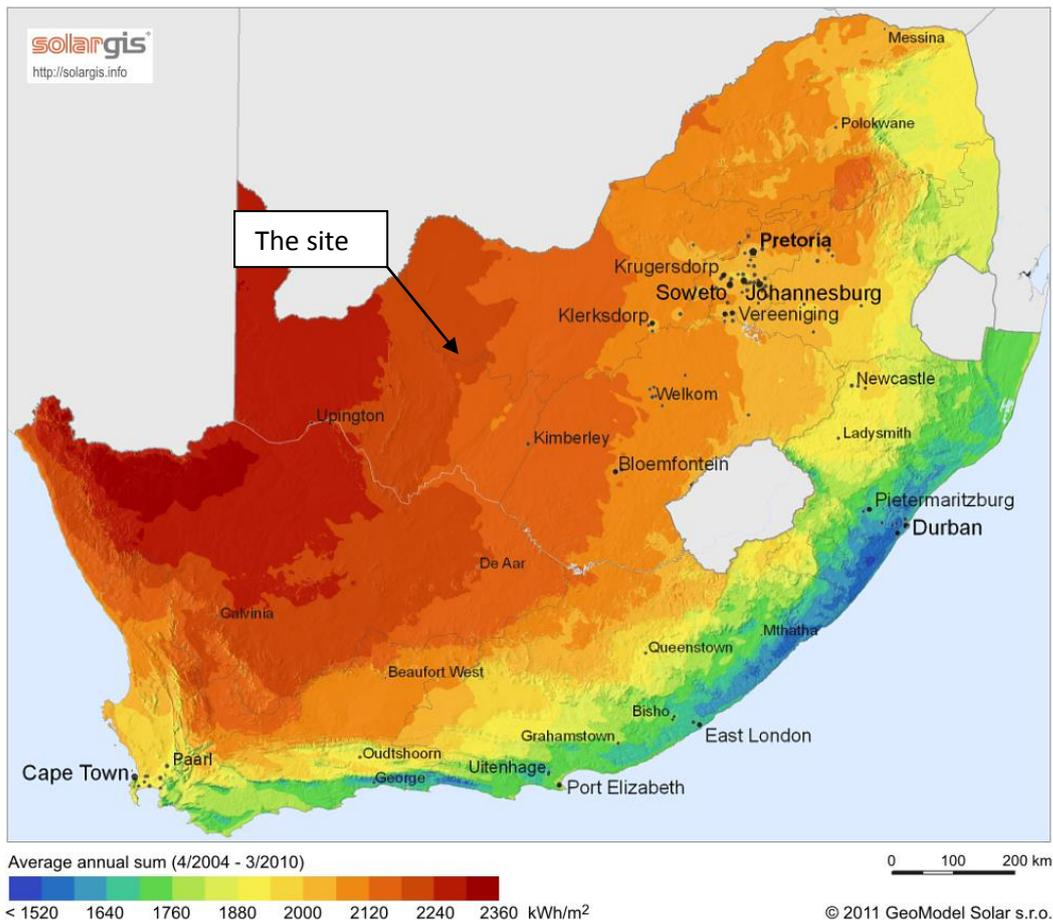 solargis
http://solargis.info
Messina
Polokwane
The site
Pretoria
Krugersdorp
Soweto Johannesburg
Klerksdorp Vereeniging
Newcastle
Welkom
Upington
Kimberley
Ladysmith
Bloemfontein
Pietermaritzburg
Durban
De Aar
Calvinia
Mthatha
Queenstown
Beaufort West
Bisho
Grahamstown
East London
Oudtshoorn
Paarl
Uitenhage
Cape Town
George
Port Elizabeth
Average annual sum (4/2004 - 3/2010)
0 100 200 km
< 1520 1640 1760 1880 2000 2120 2240 2360 kWh/m²
© 2011 GeoModel Solar s.r.o.